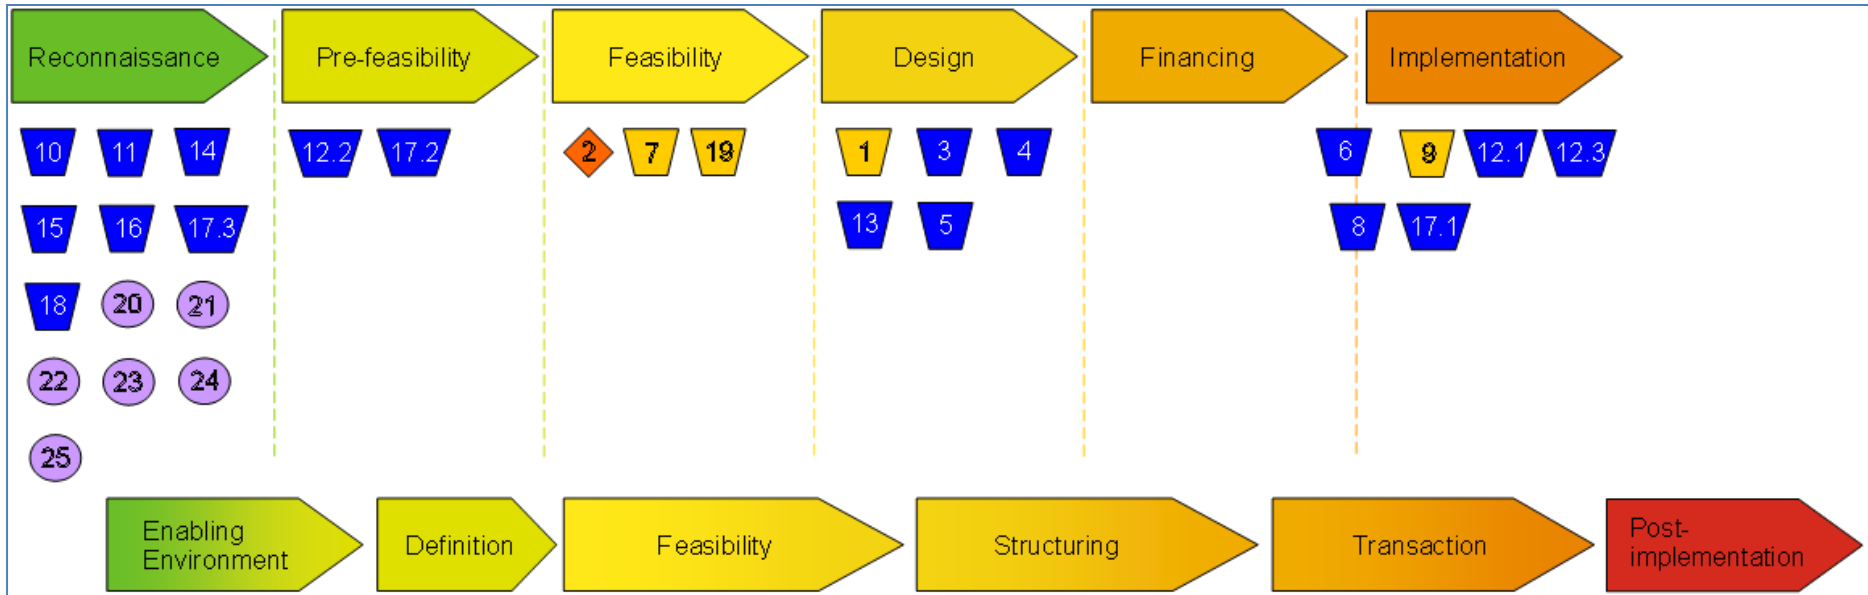 Reconnaissance
Pre-feasibility
Feasibility
Design
Financing
Implementation
10 11 14 12.2 17.2 2 7 19 1 3 4 6 9 12.1 12.3
15 16 17.3 13 5 8 17.1
18 20 21
22 23 24
25
Enabling
Environment
Definition
Feasibility
Structuring
Transaction
Post-
implementation